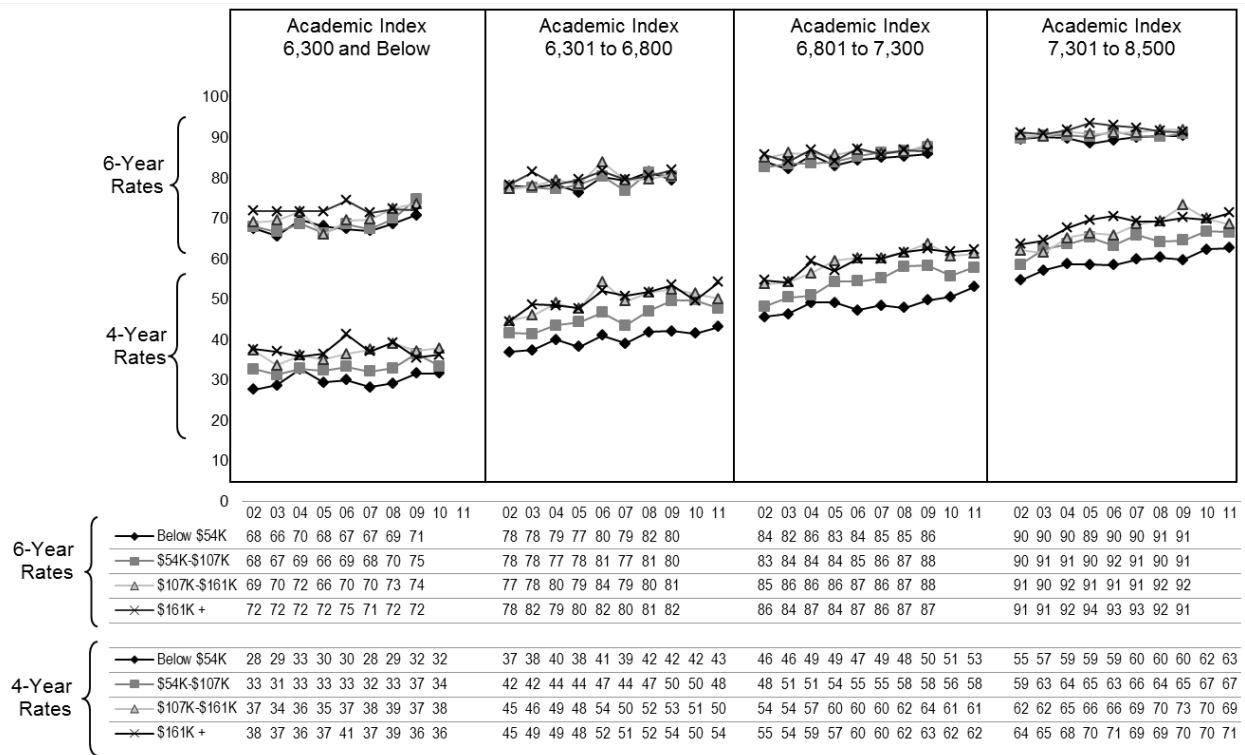 Academic Index
6,300 and Below
Academic Index
6,301 to 6,800
Academic Index
6,801 to 7,300
Academic Index
7,301 to 8,500
100
90
80
70
60
50
40
30
20
10
0
6-Year
Rates
4-Year
Rates
02 03 04 05 06 07 08 09 10 11 02 03 04 05 06 07 08 09 10 11 02 03 04 05 06 07 08 09 10 11 02 03 04 05 06 07 08 09 10 11
6-Year
Rates
Below $54K 68 66 70 68 67 67 69 71 78 78 79 77 80 79 82 80 84 82 86 83 84 85 85 86 90 90 90 89 90 90 91 91
$54K-$107K 68 67 69 66 69 68 70 75 78 78 77 78 81 77 81 80 83 84 84 84 85 86 87 88 90 91 91 90 92 91 90 91
$107K-$161K 69 70 72 66 70 70 73 74 77 78 80 79 84 79 80 81 85 86 86 86 86 86 87 88 91 90 92 91 91 91 92 92
$161K + 72 72 72 72 75 71 72 72 78 82 79 80 82 80 81 82 86 84 87 84 87 86 87 87 91 91 92 94 93 93 92 91
4-Year
Rates
Below $54K 28 29 33 30 30 28 29 32 32 37 38 40 38 41 39 42 42 42 43 46 46 49 49 47 49 48 50 51 53 55 57 59 59 59 60 60 60 62 63
$54K-$107K 33 31 33 33 33 32 33 37 34 42 42 44 44 47 44 47 50 50 48 48 51 51 54 55 55 58 58 56 58 59 63 64 65 63 66 64 65 67 67
$107K-$161K 37 34 36 35 37 38 39 37 38 45 46 49 48 54 50 52 53 51 50 54 54 57 60 60 60 62 64 61 61 62 62 65 66 66 69 70 73 70 69
$161K + 38 37 36 37 41 37 39 36 36 45 49 49 48 52 51 52 54 50 54 55 54 59 57 60 60 62 63 62 62 64 65 68 70 71 69 69 70 70 71